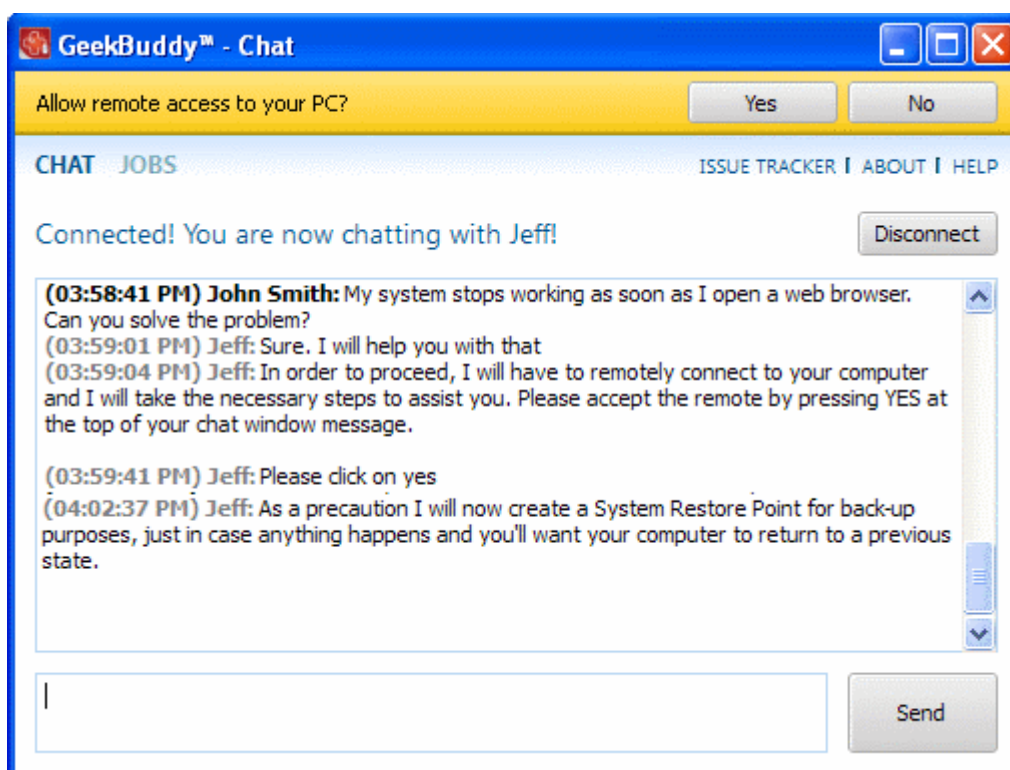 GeekBuddy™ - Chat
Allow remote access to your PC?
Yes
No
CHAT
JOBS
ISSUE TRACKER | ABOUT | HELP
Connected! You are now chatting with Jeff!
Disconnect
(03:58:41 PM) John Smith: My system stops working as soon as I open a web browser.
Can you solve the problem?
(03:59:01 PM) Jeff: Sure. I will help you with that
(03:59:04 PM) Jeff: In order to proceed, I will have to remotely connect to your computer
and I will take the necessary steps to assist you. Please accept the remote by pressing YES at
the top of your chat window message.
(03:59:41 PM) Jeff: Please click on yes
(04:02:37 PM) Jeff: As a precaution I will now create a System Restore Point for back-up
purposes, just in case anything happens and you'll want your computer to return to a previous
state.
Send